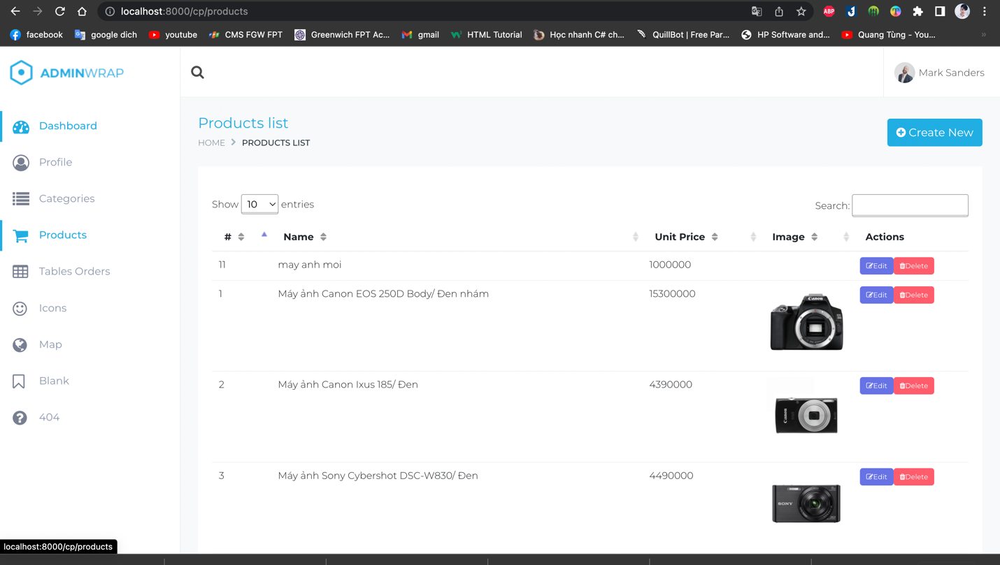 localhost:8000/cp/products
ABP
facebook
google dich
youtube
CMS FGW FPT
Greenwich FPT Ac...
gmail
HTML Tutorial
Học nhanh C# ch...
QuillBot | Free Par...
HP Software and...
Quang Tùng - You...
»
ADMINWRAP
Mark Sanders
Dashboard
Profile
Categories
Products
Tables Orders
Icons
Map
Blank
404
Products list
HOME > PRODUCTS LIST
Create New
Show 10 entries
Search:
# Name Unit Price Image Actions
11 may anh moi 1000000 Edit Delete
1 Máy ảnh Canon EOS 250D Body/ Đen nhám 15300000 Edit Delete
Canon
2 Máy ảnh Canon Ixus 185/ Đen 4390000 Edit Delete
Canon
3 Máy ảnh Sony Cybershot DSC-W830/ Đen 4490000 Edit Delete
SONY
localhost:8000/cp/products